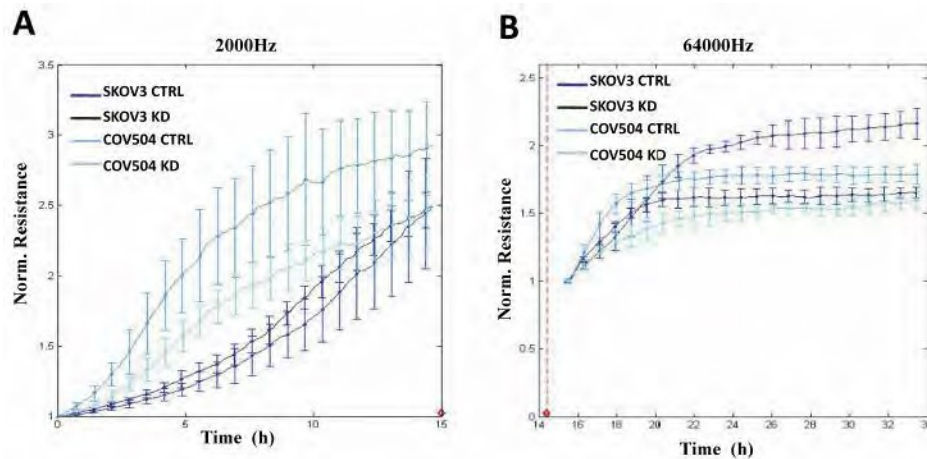 A
2000Hz
3.5
3
2.5
2
1.5
1
SKOV3 CTRL
SKOV3 KD
COV504 CTRL
COV504 KD
Norm. Resistance
0
5
10
15
Time (h)
B
64000Hz
2.5
2
1.5
1
0.5
0
SKOV3 CTRL
SKOV3 KD
COV504 CTRL
COV504 KD
Norm. Resistance
14
16
18
20
22
24
26
28
30
32
Time (h)